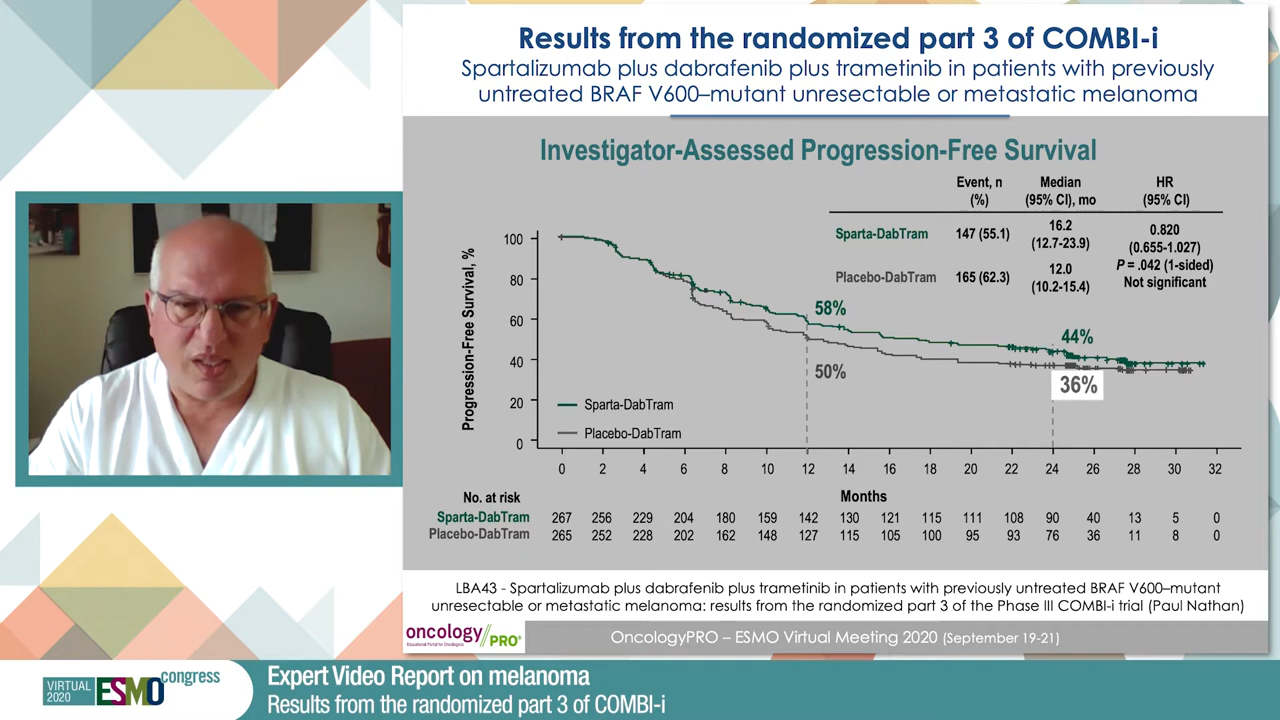 Results from the randomized part 3 of COMBI-i
Spartalizumab plus dabrafenib plus trametinib in patients with previously
untreated BRAF V600–mutant unresectable or metastatic melanoma
Investigator-Assessed Progression-Free Survival
Event, n (%) Median (95% CI), mo HR (95% CI)
Sparta-DabTram 147 (55.1) 16.2 (12.7-23.9)
Placebo-DabTram 165 (62.3) 12.0 (10.2-15.4)
0.820
(0.655-1.027)
P = .042 (1-sided)
Not significant
Progression-Free Survival, %
100
80
60
40
20
0
58%
50%
44%
36%
Sparta-DabTram
Placebo-DabTram
0 2 4 6 8 10 12 14 16 18 20 22 24 26 28 30 32
No. at risk
Months
Sparta-DabTram 267 256 229 204 180 159 142 130 121 115 111 108 90 40 13 5 0
Placebo-DabTram 265 252 228 202 162 148 127 115 105 100 95 93 76 36 11 8 0
LBA43 - Spartalizumab plus dabrafenib plus trametinib in patients with previously untreated BRAF V600–mutant
unresectable or metastatic melanoma: results from the randomized part 3 of the Phase III COMBI-i trial (Paul Nathan)
oncology//PRO®
Educational Portal for Oncologists
OncologyPRO – ESMO Virtual Meeting 2020 (September 19-21)
VIRTUAL
2020
ESMO congress
Expert Video Report on melanoma
Results from the randomized part 3 of COMBI-i